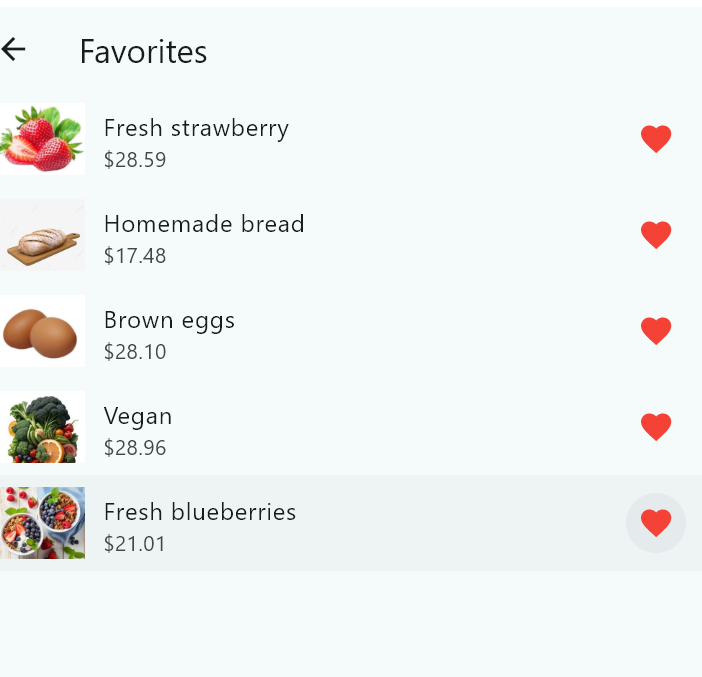 Favorites
Fresh strawberry
$28.59
Homemade bread
$17.48
Brown eggs
$28.10
Vegan
$28.96
Fresh blueberries
$21.01